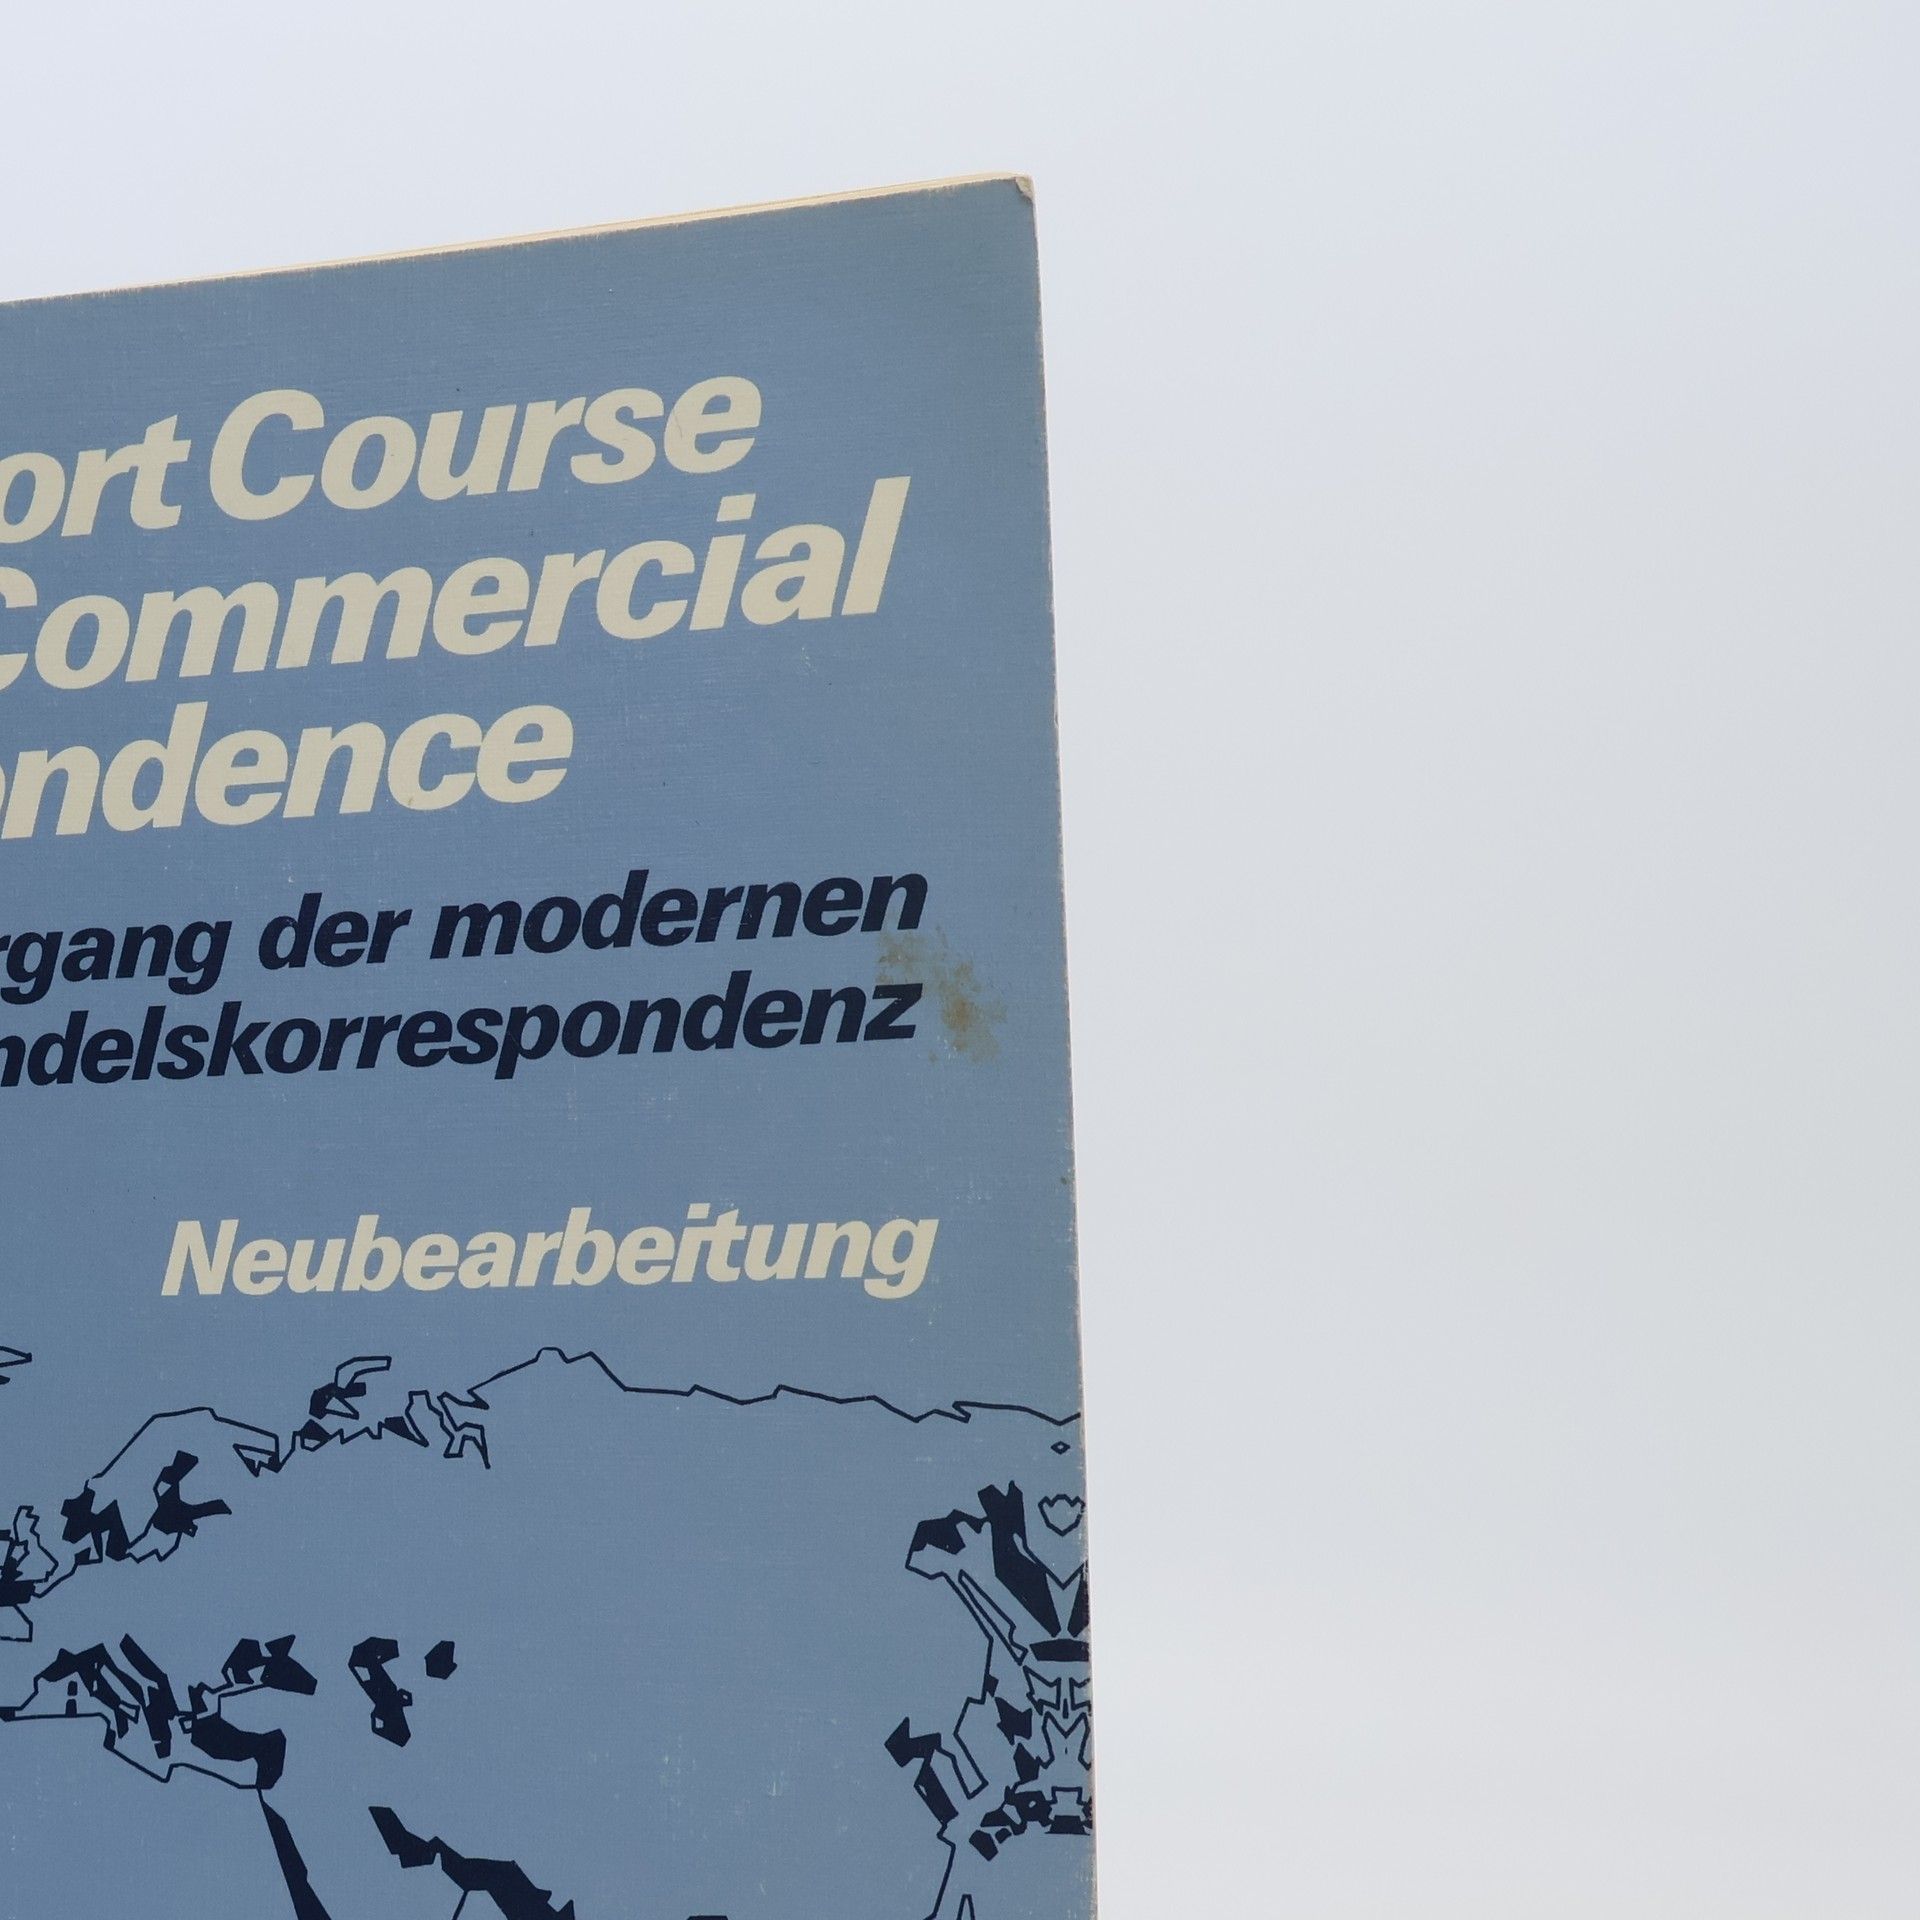 ort Course
Commercial
ondence
rgang der modernen
ndelskorrespondenz
Neubearbeitung